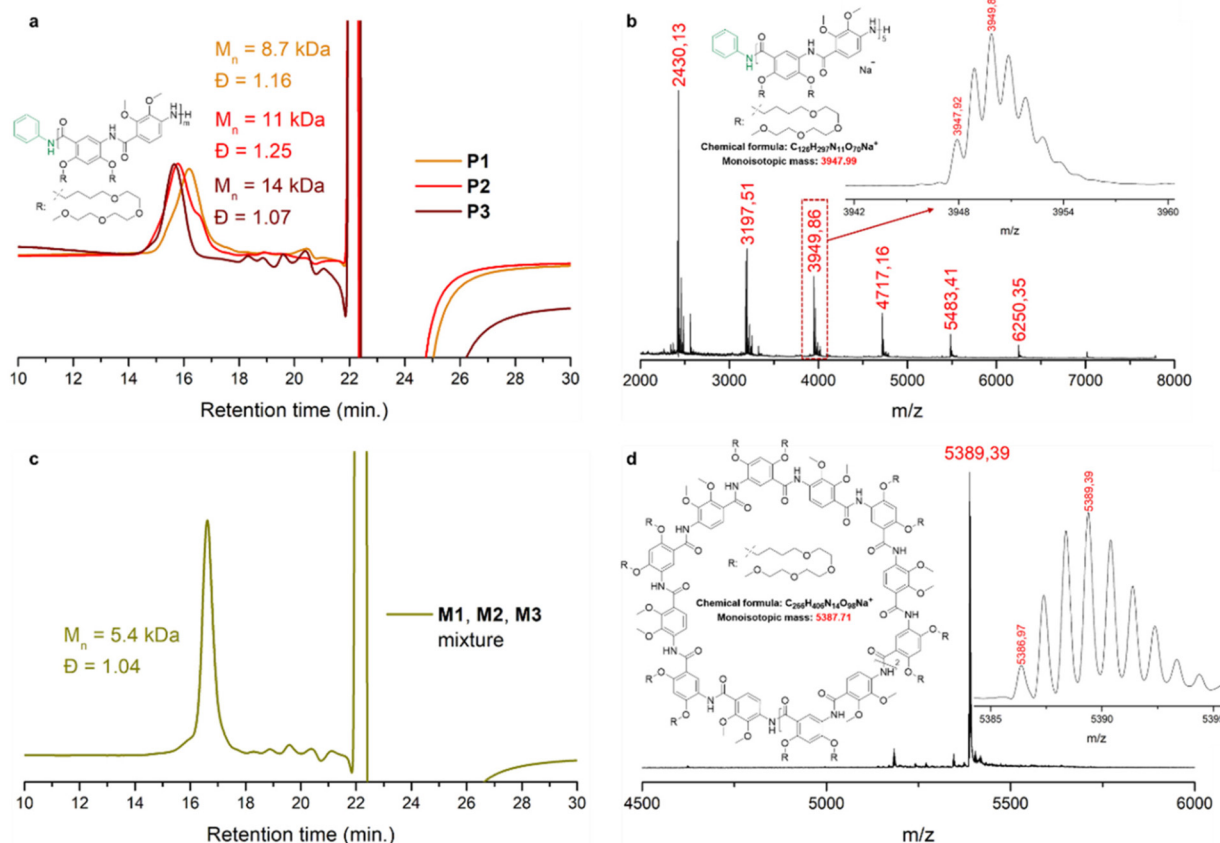 a
Mn = 8.7 kDa
Đ = 1.16
Mn = 11 kDa
Đ = 1.25
Mn = 14 kDa
Đ = 1.07
P1
P2
P3
R:
10 12 14 16 18 20 22 24 26 28 30
Retention time (min.)
b
2430,13
3197,51
3949,86
4717,16
5483,41
6250,35
Na
R:
Chemical formula: C126H297N11O70Na+
Monoisotopic mass: 3947.99
3947,92
3949,8
3942 3948 3954 3960
m/z
2000 3000 4000 5000 6000 7000 8000
m/z
c
Mn = 5.4 kDa
Đ = 1.04
M1, M2, M3
mixture
10 12 14 16 18 20 22 24 26 28 30
Retention time (min.)
d
5389,39
R:
Chemical formula: C266H406N14O98Na+
Monoisotopic mass: 5387.71
5386,97
5389,39
5385 5390 5395
m/z
4500 5000 5500 6000
m/z